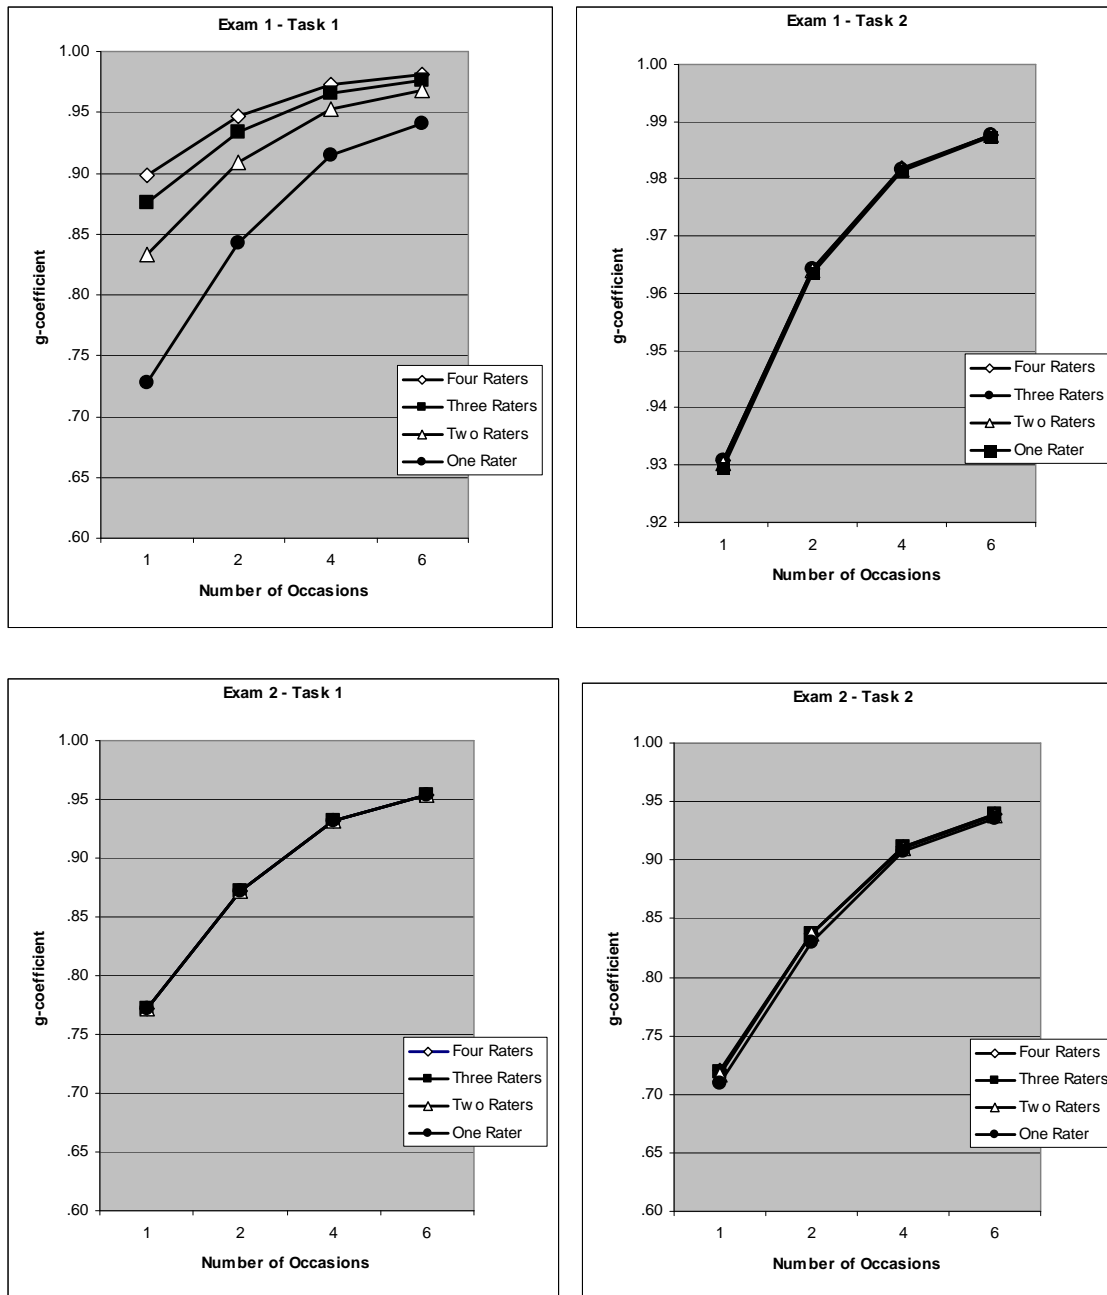 Exam 1 - Task 1
1.00
.95
.90
.85
.80
.75
.70
.65
.60
g-coefficient
1 2 4 6
Number of Occasions
Four Raters
Three Raters
Two Raters
One Rater
Exam 1 - Task 2
1.00
.99
.98
.97
.96
.95
.94
.93
.92
g-coefficient
1 2 4 6
Number of Occasions
Four Raters
Three Raters
Two Raters
One Rater
Exam 2 - Task 1
1.00
.95
.90
.85
.80
.75
.70
.65
.60
g-coefficient
1 2 4 6
Number of Occasions
Four Raters
Three Raters
Two Raters
One Rater
Exam 2 - Task 2
1.00
.95
.90
.85
.80
.75
.70
.65
.60
g-coefficient
1 2 4 6
Number of Occasions
Four Raters
Three Raters
Two Raters
One Rater